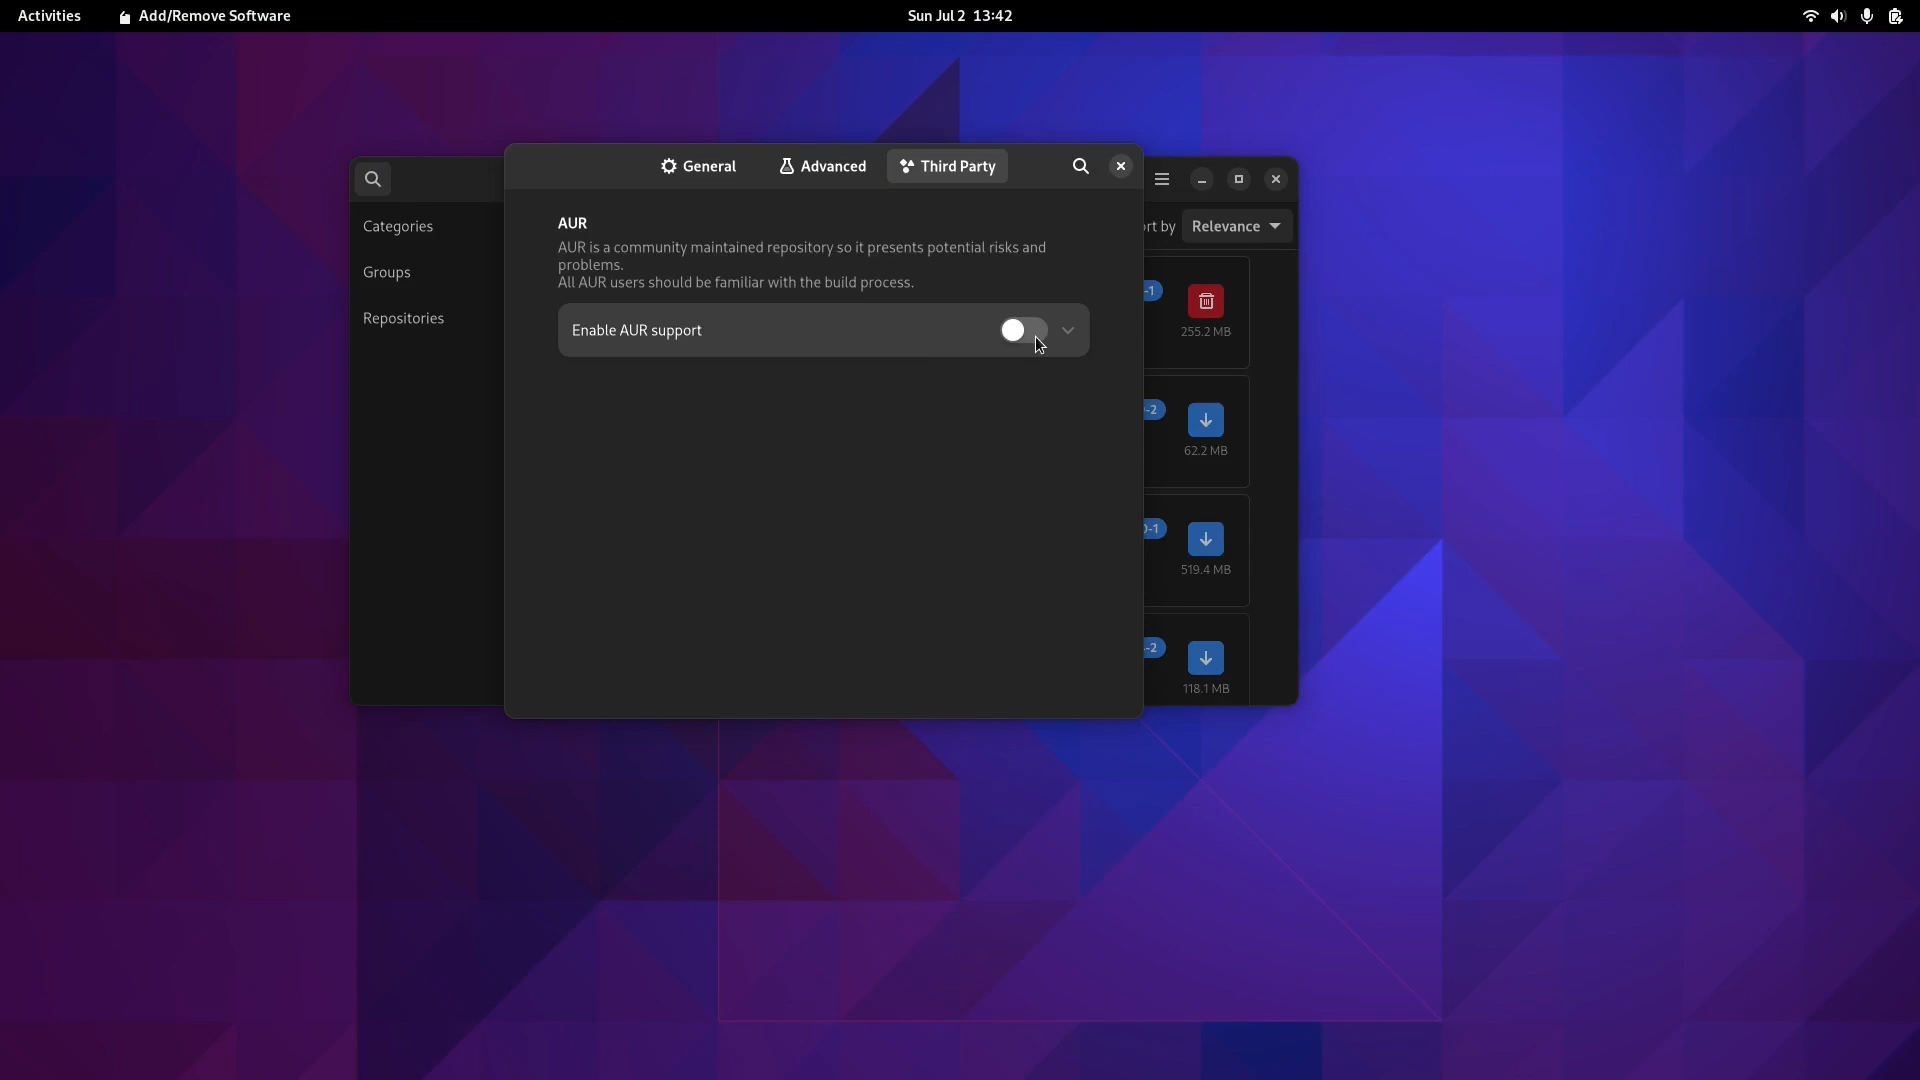 Activities
Add/Remove Software
Sun Jul 2 13:42
General
Advanced
Third Party
Categories
Groups
Repositories
AUR
AUR is a community maintained repository so it presents potential risks and
problems.
All AUR users should be familiar with the build process.
Enable AUR support
rt by
Relevance
-1
255.2 MB
-2
62.2 MB
-1
519.4 MB
-2
118.1 MB